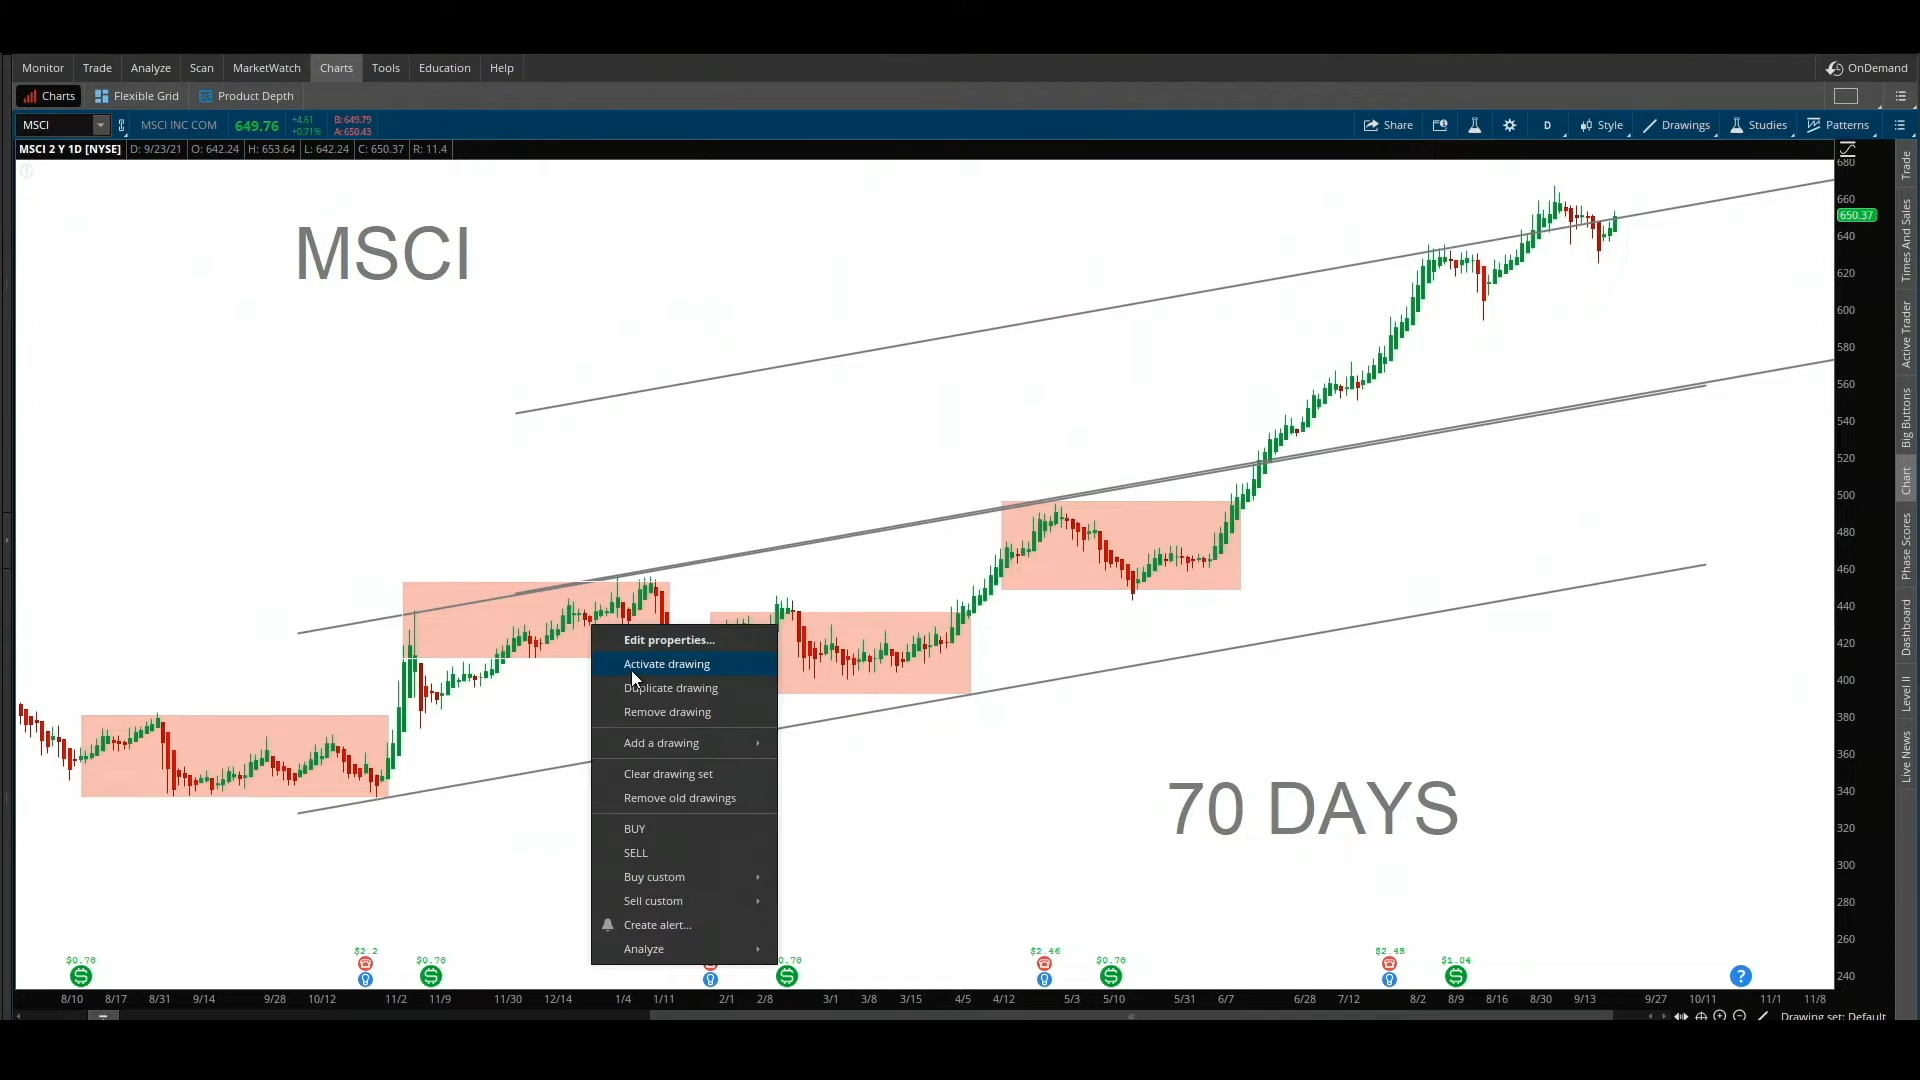 Monitor Trade Analyze Scan MarketWatch Charts Tools Education Help OnDemand
Charts Flexible Grid Product Depth
MSCI MSCI INC COM 649.76 +4.61 +0.71% B: 649.79 A: 650.43 Share D Style Drawings Studies Patterns
MSCI 2 Y 1D [NYSE] D: 9/23/21 O: 642.24 H: 653.64 L: 642.24 C: 650.37 R: 11.4
MSCI
70 DAYS
680
660
650.37
640
620
600
580
560
540
520
500
480
460
440
420
400
380
360
340
320
300
280
260
240
Trade
Times And Sales
Active Trader
Big Buttons
Chart
Phase Scores
Dashboard
Level II
Live News
Edit properties...
Activate drawing
Duplicate drawing
Remove drawing
Add a drawing
Clear drawing set
Remove old drawings
BUY
SELL
Buy custom
Sell custom
Create alert...
Analyze
$0.78 $2.2 $0.78 $2.46 $0.78 $2.45 $1.04
8/10 8/17 8/31 9/14 9/28 10/12 11/2 11/9 11/30 12/14 1/4 1/11 2/1 2/8 3/1 3/8 3/15 4/5 4/12 5/3 5/10 5/31 6/7 6/28 7/12 8/2 8/9 8/16 8/30 9/13 9/27 10/11 11/1 11/8
Drawing set: Default